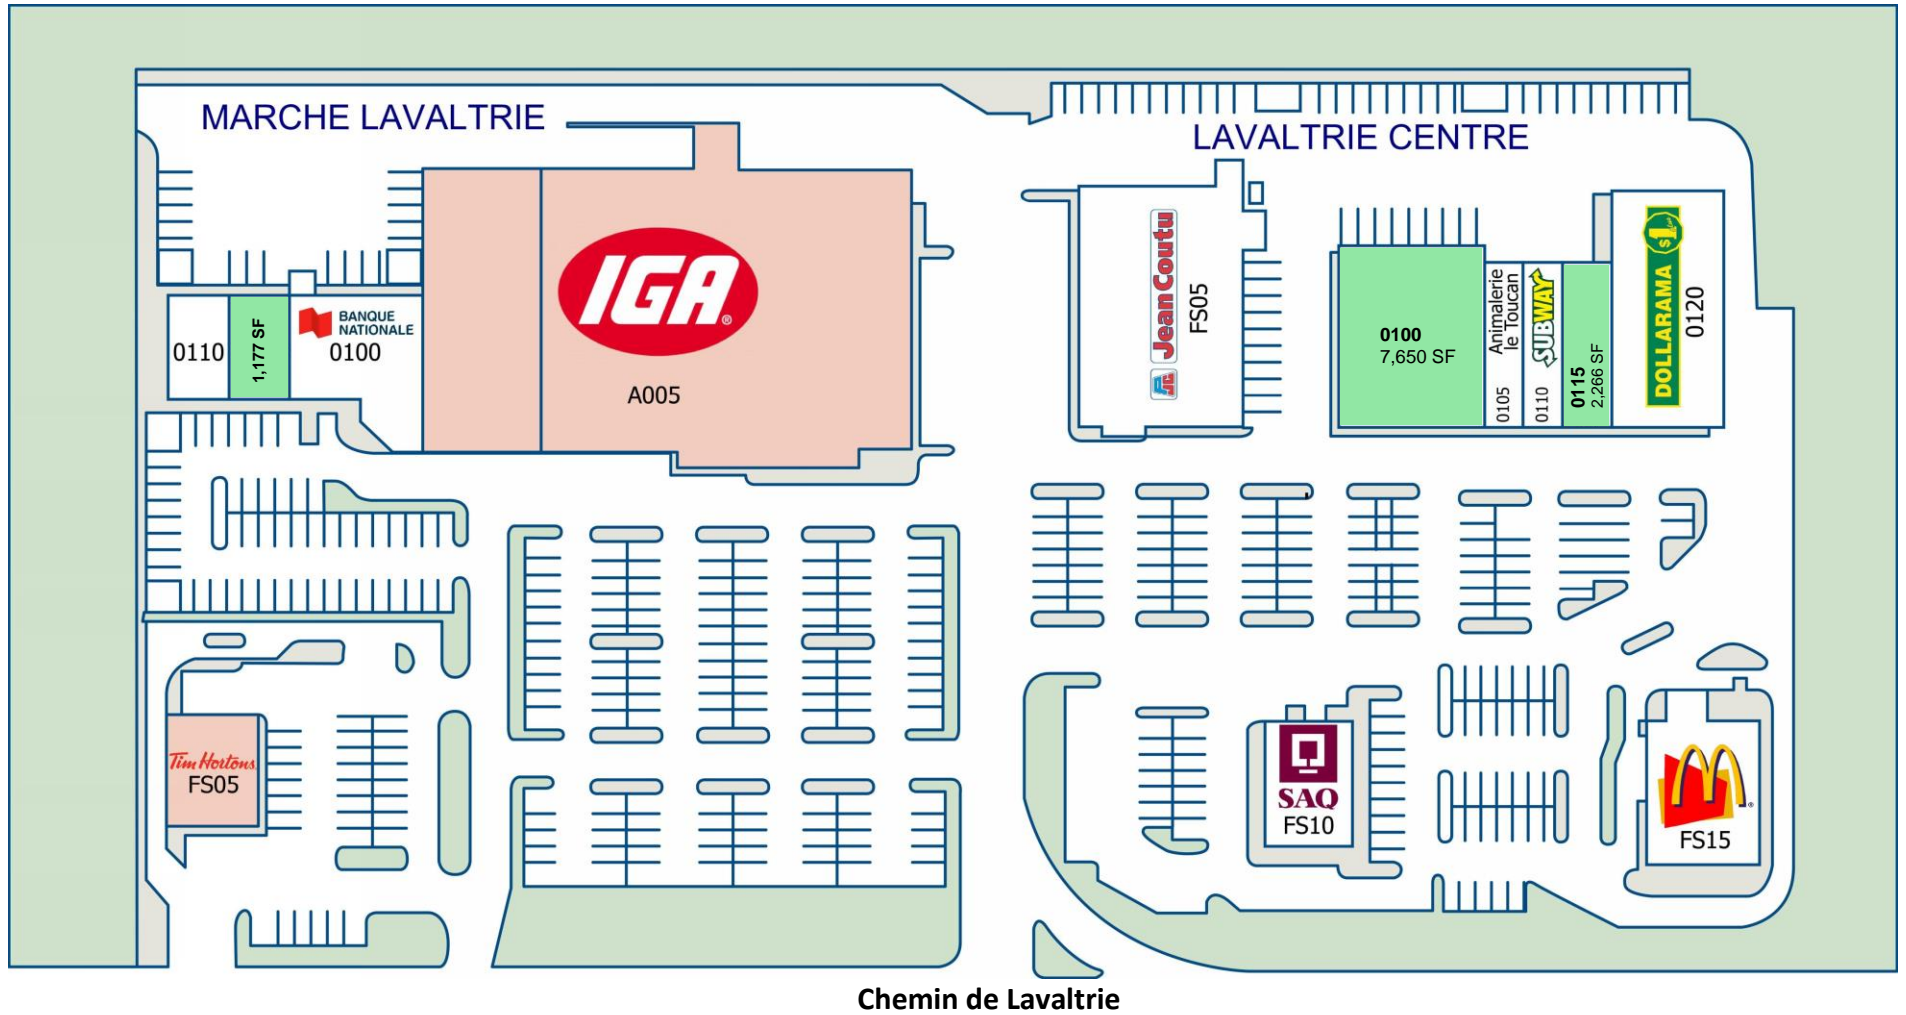 MARCHE LAVALTRIE
LAVALTRIE CENTRE
IGA
®
A005
0110
1,177 SF
BANQUE
NATIONALE
0100
JeanCoutu
FS05
0100
7,650 SF
Animalerie
le Toucan
0105
SUBWAY
0110
0115
2,266 SF
DOLLARAMA $1
0120
Tim Hortons
FS05
SAQ
FS10
®
FS15
Chemin de Lavaltrie